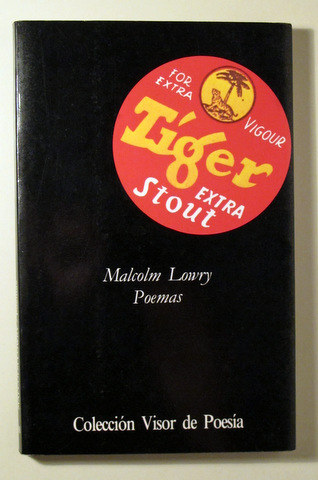 FOR
EXTRA
VIGOUR
Tiger
EXTRA
Stout
Malcolm Lowry
Poemas
Colección Visor de Poesía